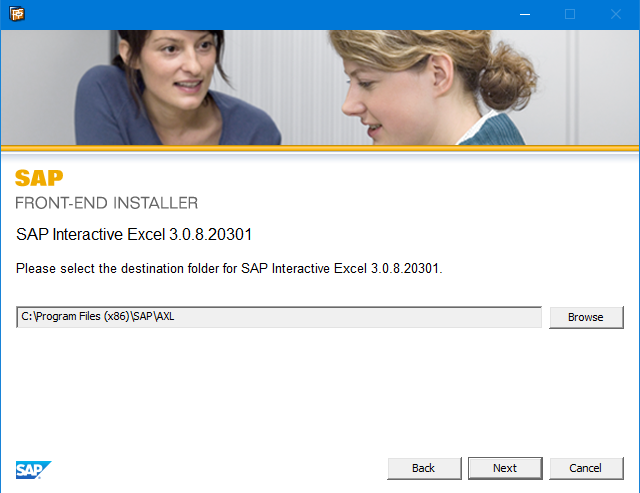 SAP
FRONT-END INSTALLER
SAP Interactive Excel 3.0.8.20301
Please select the destination folder for SAP Interactive Excel 3.0.8.20301.
C:\Program Files (x86)\SAP\AXL
Browse
SAP
Back
Next
Cancel